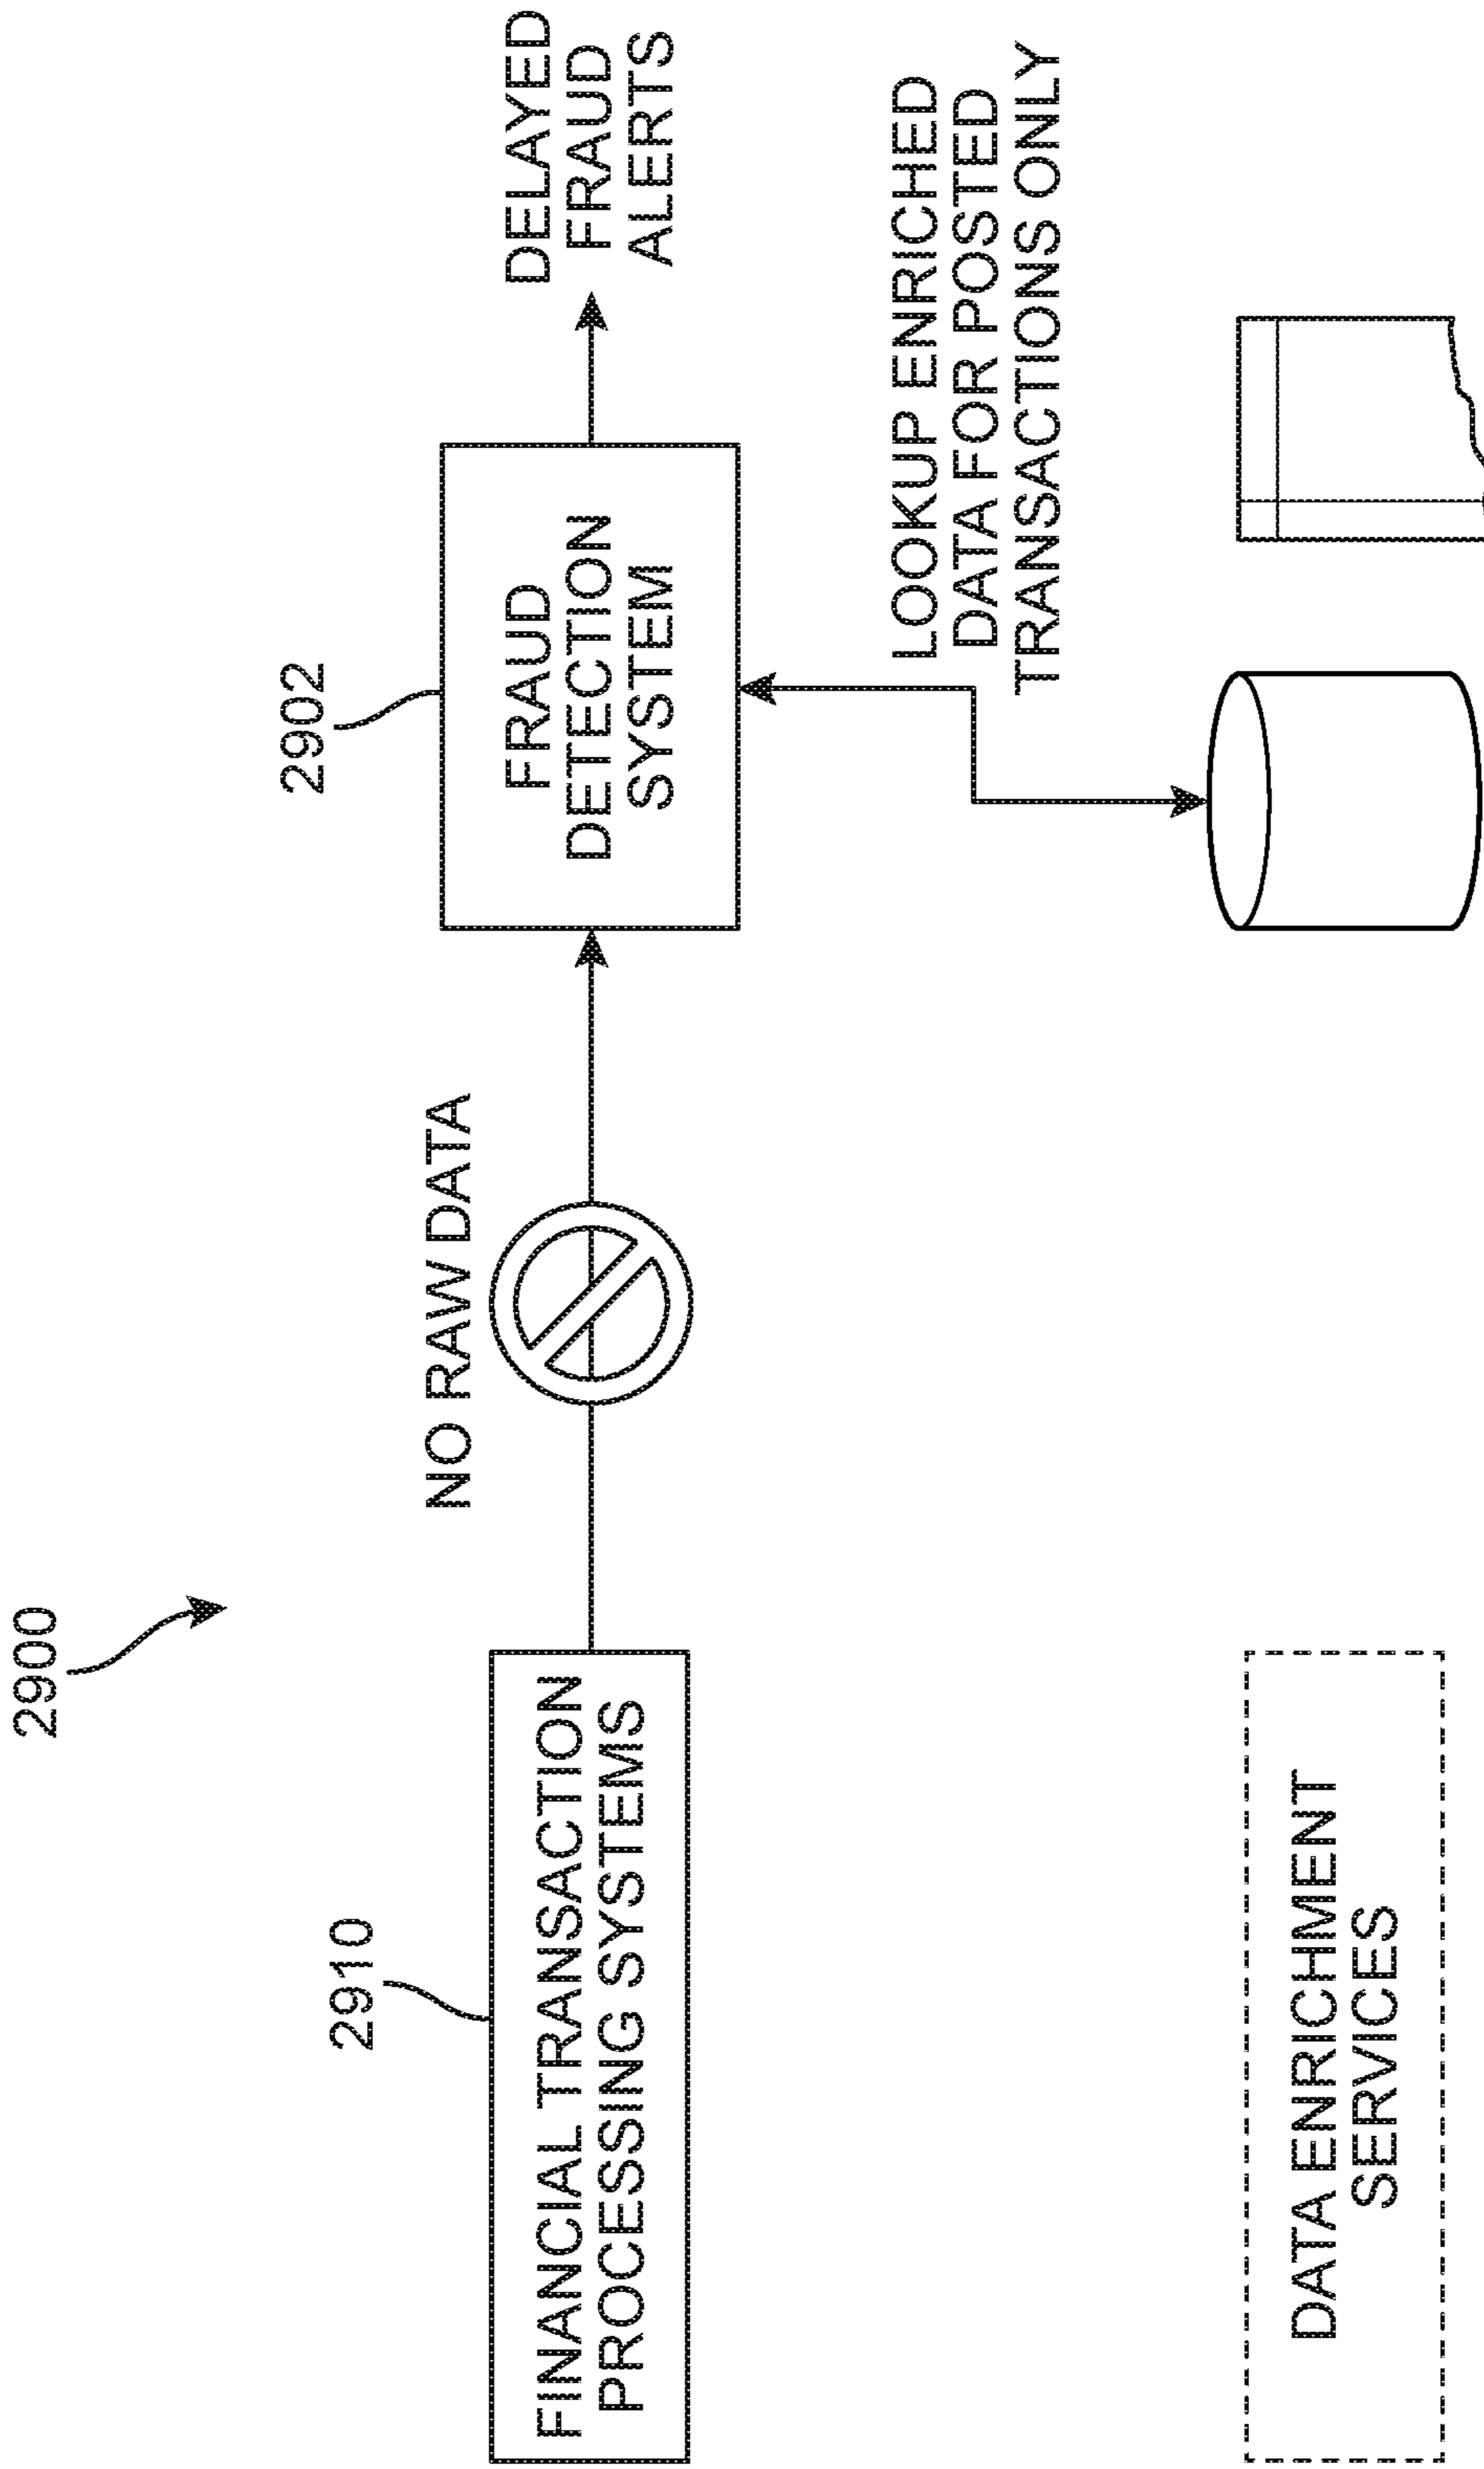 2900
2910
FINANCIAL TRANSACTION
PROCESSING SYSTEMS
NO RAW DATA
2902
FRAUD
DETECTION
SYSTEM
DELAYED
FRAUD
ALERTS
LOOKUP ENRICHED
DATA FOR POSTED
TRANSACTIONS ONLY
DATA ENRICHMENT
SERVICES